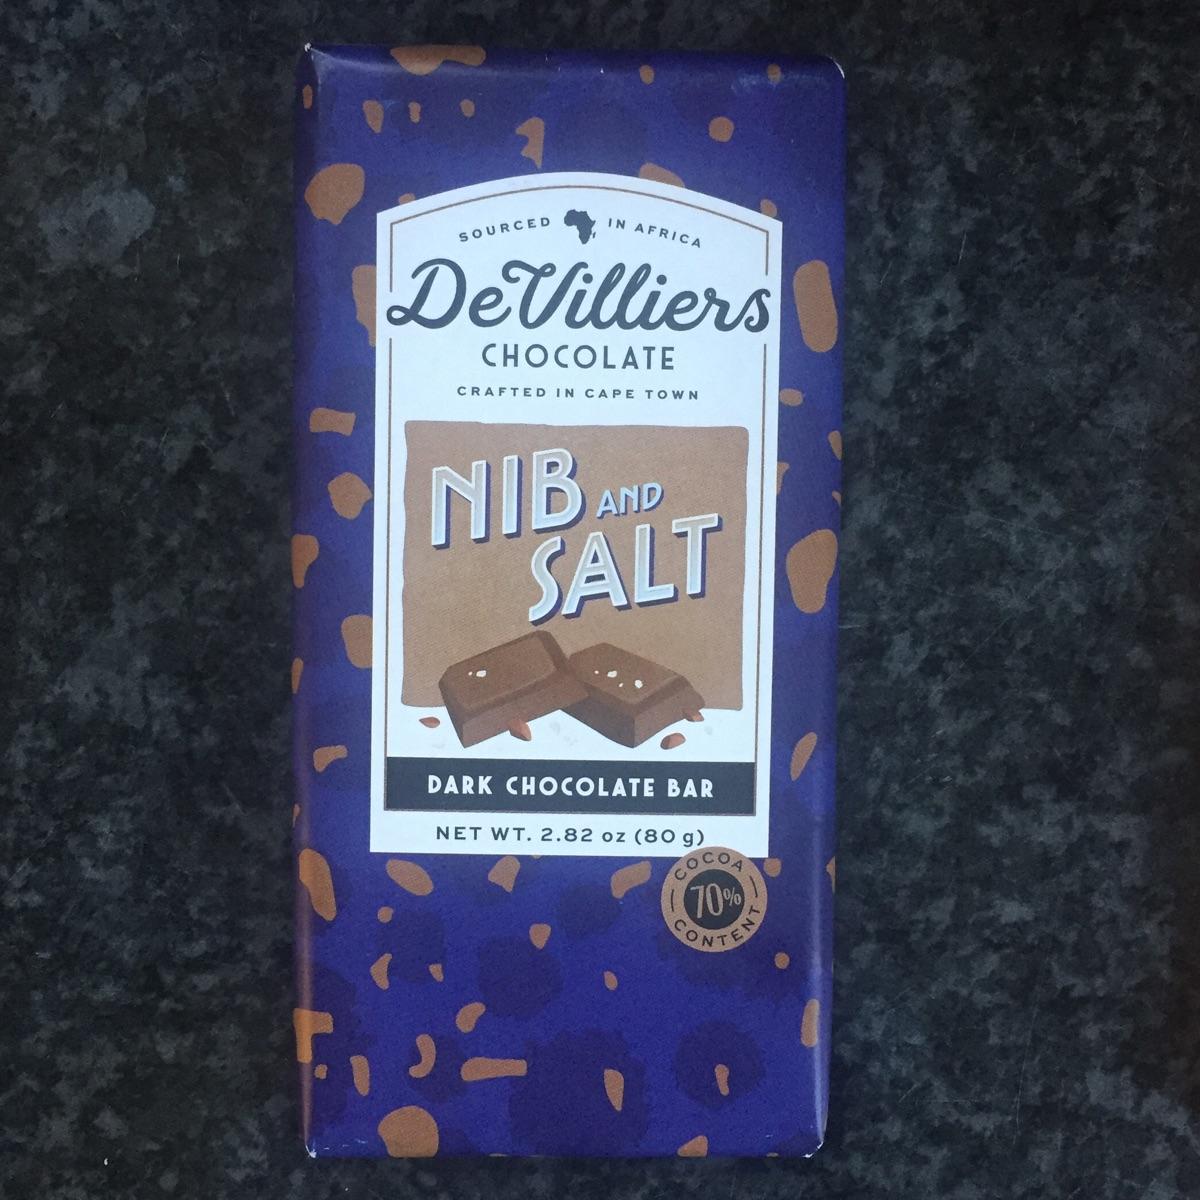 SOURCED IN AFRICA
DeVilliers
CHOCOLATE
CRAFTED IN CAPE TOWN
NIB AND
SALT
DARK CHOCOLATE BAR
NET WT. 2.82 oz (80 g)
COCOA
70%
CONTENT